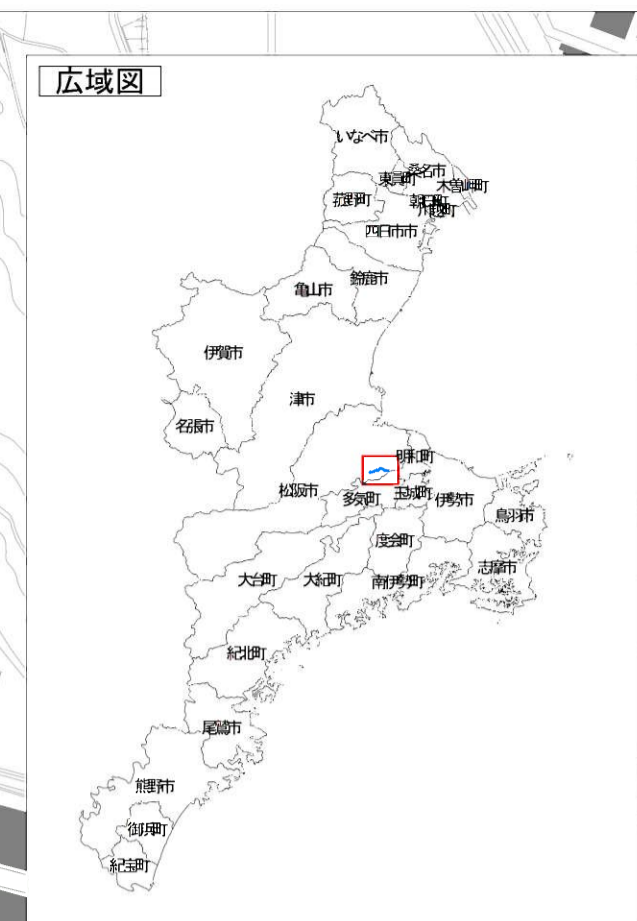 広域図
いなべ市
桑名市
東員町
木曽岬町
菰野町
朝日町
川越町
四日市市
鈴鹿市
亀山市
伊賀市
津市
名張市
明和町
松阪市
多気町
玉城町
伊勢市
鳥羽市
度会町
志摩市
大台町
大紀町
南伊勢町
紀北町
尾鷲市
熊野市
御浜町
紀宝町